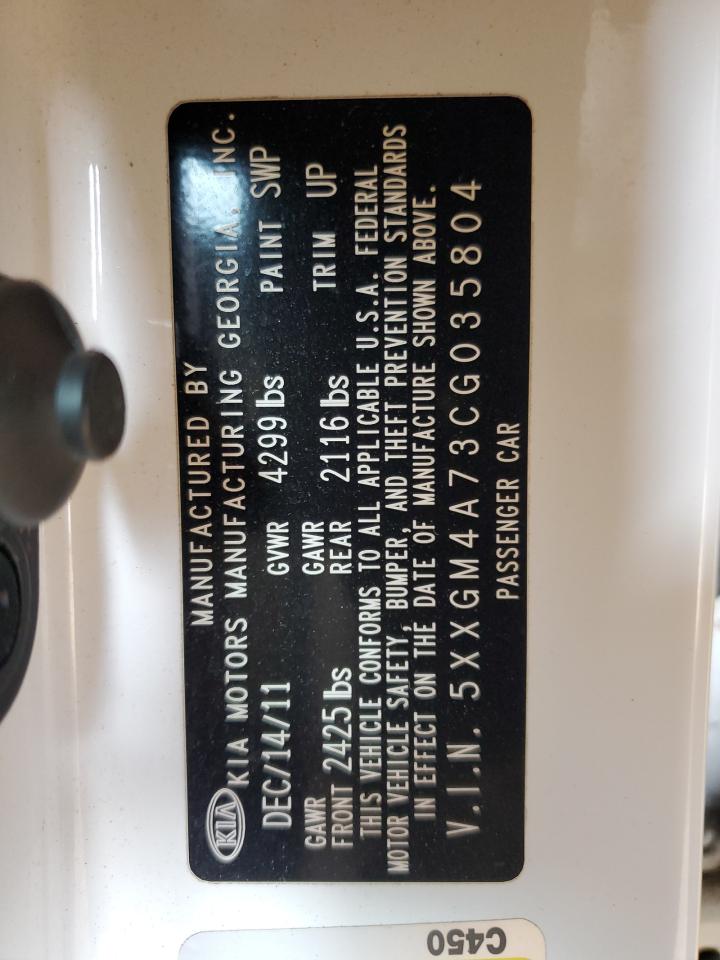 MANUFACTURED BY
KIA KIA MOTORS MANUFACTURING GEORGIA, INC.
DEC/14/11 GVWR 4299 lbs PAINT SWP
GAWR GAWR TRIM UP
FRONT 2425 lbs REAR 2116 lbs
THIS VEHICLE CONFORMS TO ALL APPLICABLE U.S.A. FEDERAL
MOTOR VEHICLE SAFETY, BUMPER, AND THEFT PREVENTION STANDARDS
IN EFFECT ON THE DATE OF MANUFACTURE SHOWN ABOVE.
V.I.N. 5XXGM4A73CG035804
PASSENGER CAR
C450